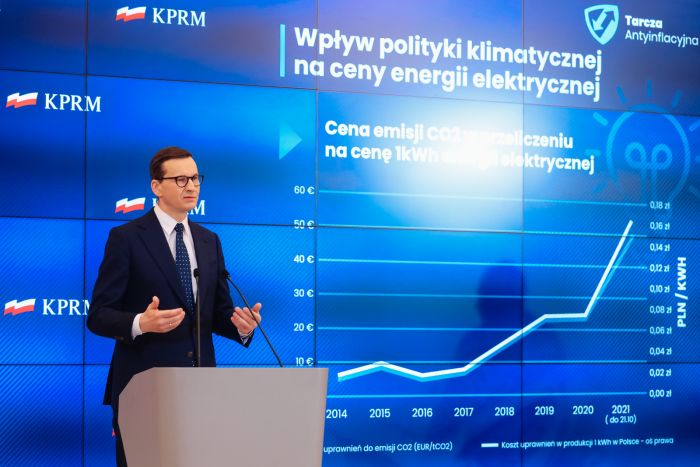 KPRM
Tarcza
Antyinflacyjna
Wpływ polityki klimatycznej
na ceny energii elektrycznej
KPRM
Cena emisji CO2 w przeliczeniu
na cenę 1kWh elektrycznej
KPRM
KPRM
60 €
50 €
40 €
30 €
20 €
10 €
0,18 zł
0,16 zł
0,14 zł
0,12 zł
0,10 zł
0,08 zł
0,06 zł
0,04 zł
0,02 zł
0,00 zł
PLN / KWH
2014 2015 2016 2017 2018 2019 2020 2021
( do 21.10)
uprawnień do emisji CO2 (EUR/tCO2) Koszt uprawnień w produkcji 1 kWh w Polsce - oś prawa